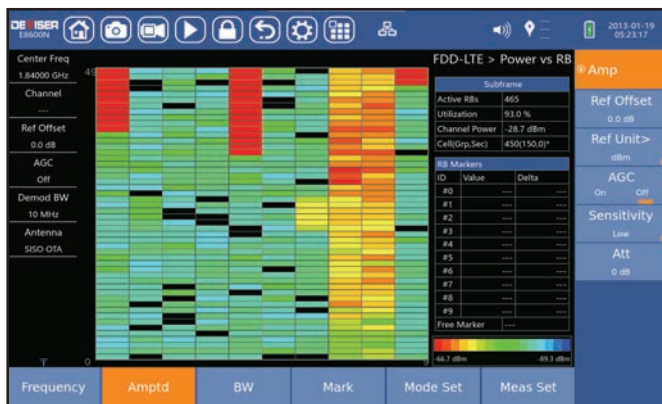 DEVISER
E8600N
2013-01-19
05:23:17
Center Freq
1.84000 GHz
Channel
---
Ref Offset
0.0 dB
AGC
Off
Demod BW
10 MHz
Antenna
SISO OTA
49
0
9
FDD-LTE > Power vs RB
Subframe
Active RBs 465
Utilization 93.0 %
Channel Power -28.7 dBm
Cell(Grp,Sec) 450(150,0)*
RB Markers
ID Value Delta
#0 --- ---
#1 --- ---
#2 --- ---
#3 --- ---
#4 --- ---
#5 --- ---
#6 --- ---
#7 --- ---
#8 --- ---
#9 --- ---
Free Marker ---
-66.7 dBm -89.3 dBm
Amp
Ref Offset
0.0 dB
Ref Unit>
dBm
AGC
On Off
Sensitivity
Low
Att
0 dB
Frequency Amptd BW Mark Mode Set Meas Set